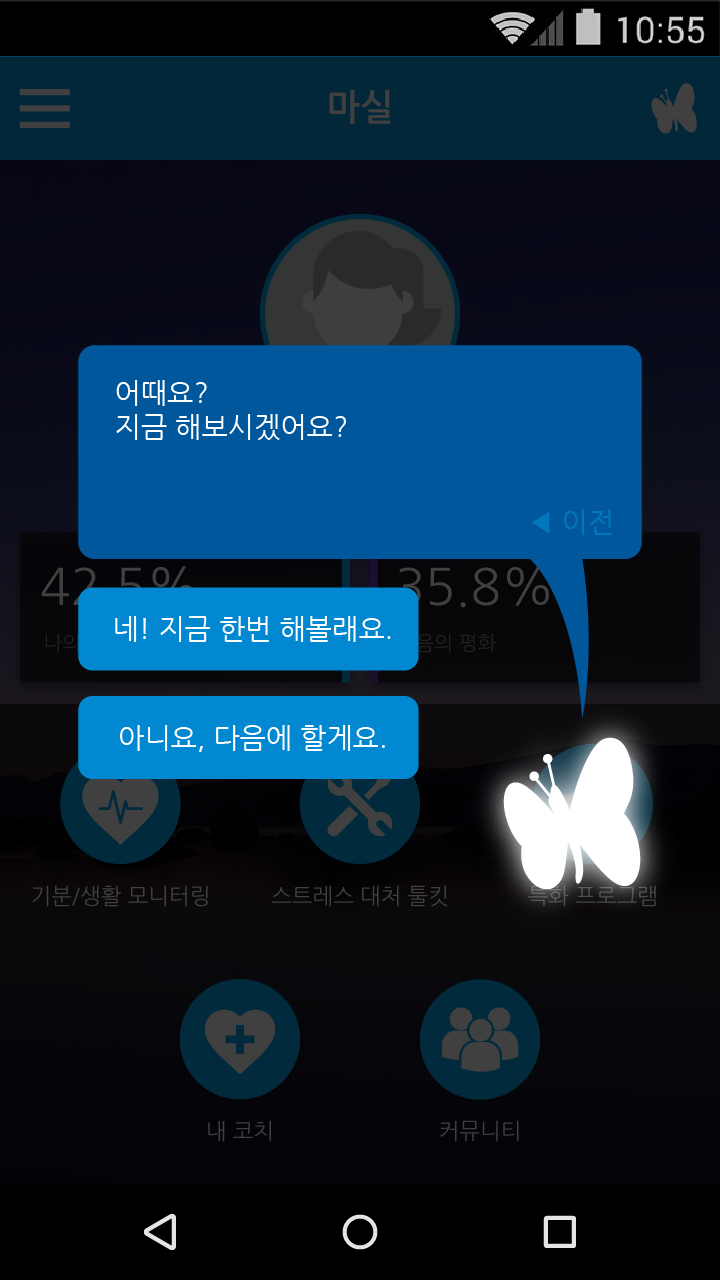 10:55
마실
어때요?
지금 해보시겠어요?
◀ 이전
42.5% 35.8%
나의 음의 평화
네! 지금 한번 해볼래요.
아니요, 다음에 할게요.
기분/생활 모니터링 스트레스 대처 툴킷 특화 프로그램
내 코치 커뮤니티